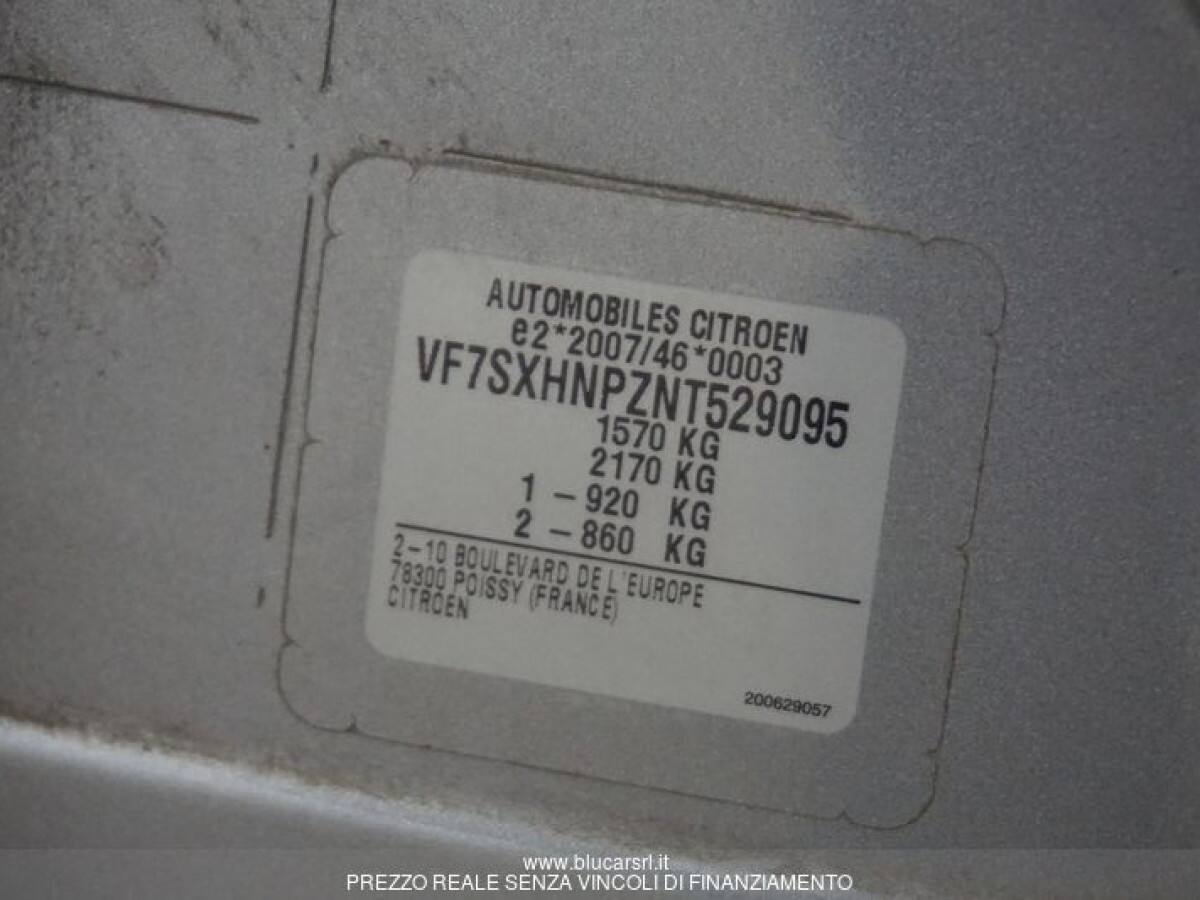 AUTOMOBILES CITROEN
e2*2007/46*0003
VF7SXHNPZNT529095
1570 KG
2170 KG
1 - 920 KG
2 - 860 KG
2-10 BOULEVARD DE L'EUROPE
78300 POISSY (FRANCE)
CITROEN
200629057
www.blucarsrl.it
PREZZO REALE SENZA VINCOLI DI FINANZIAMENTO